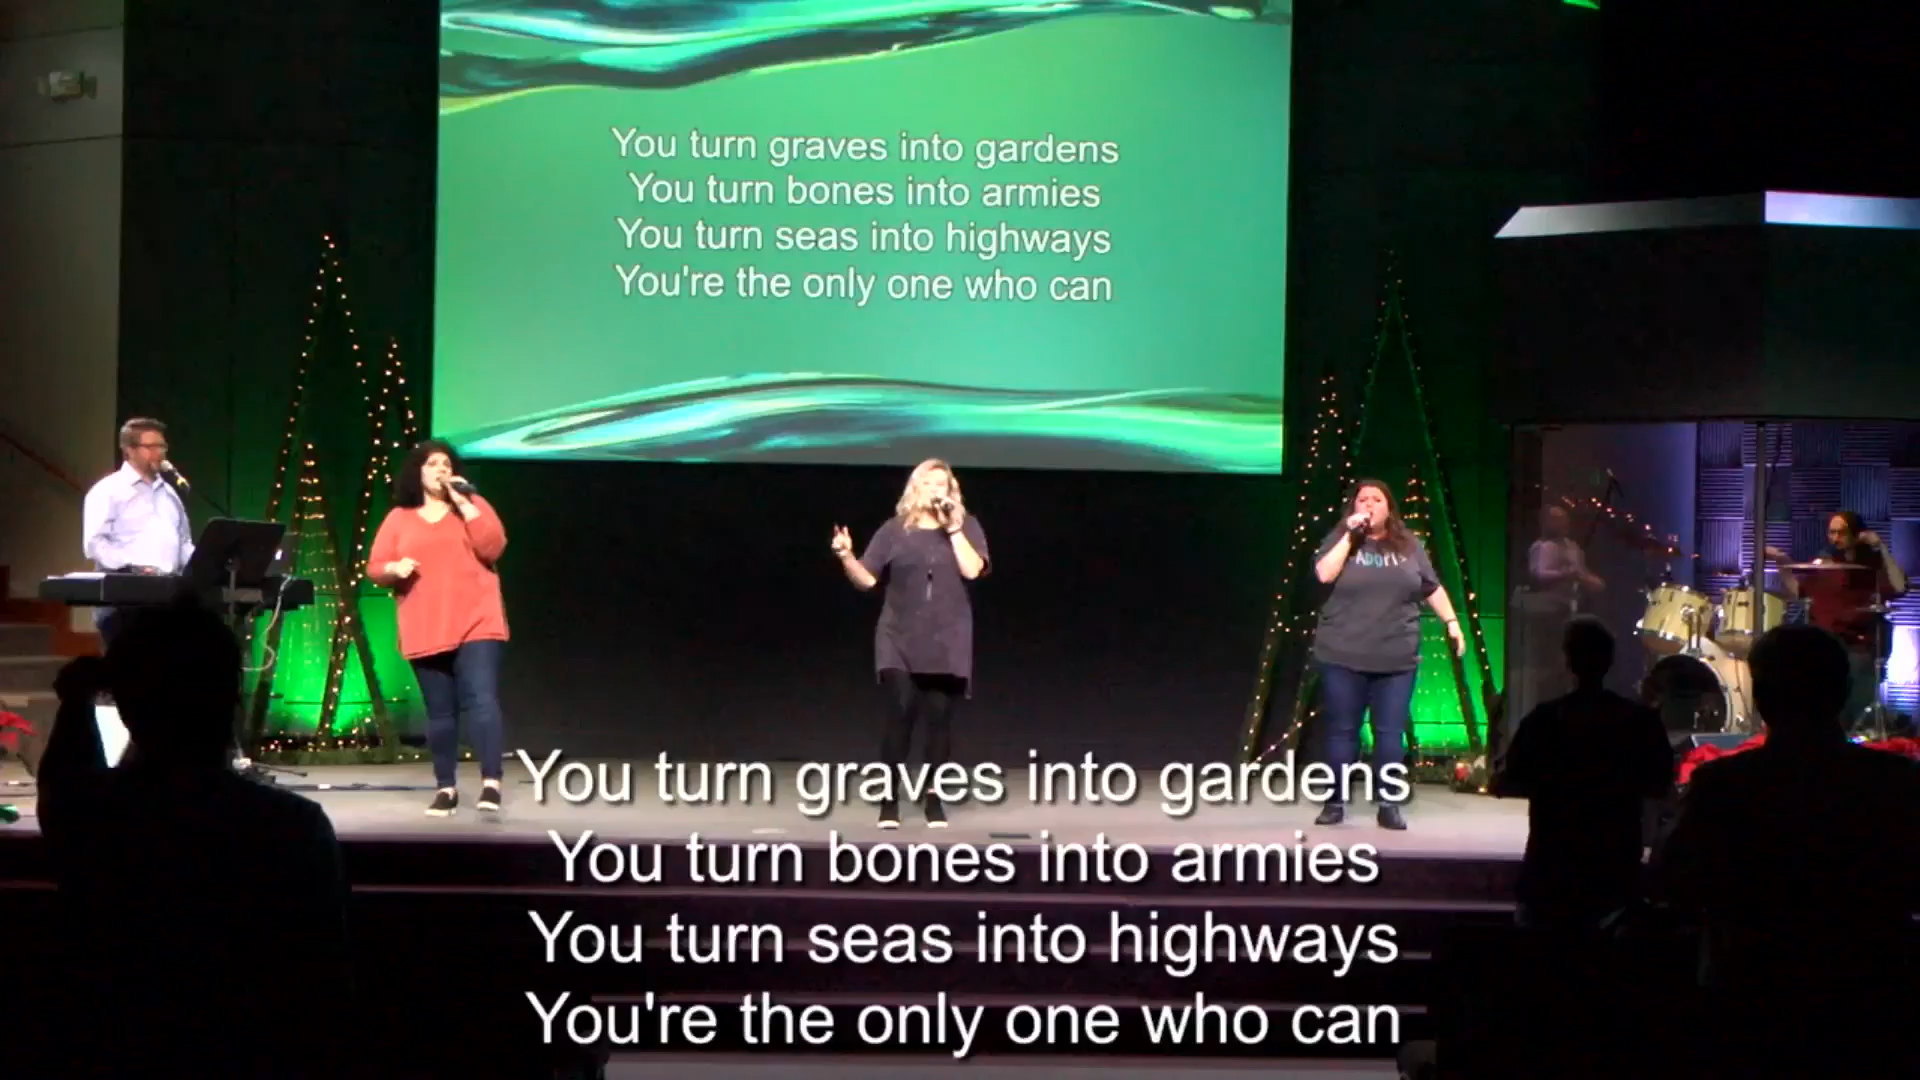 You turn graves into gardens
You turn bones into armies
You turn seas into highways
You're the only one who can
ADOPT
You turn graves into gardens
You turn bones into armies
You turn seas into highways
You're the only one who can